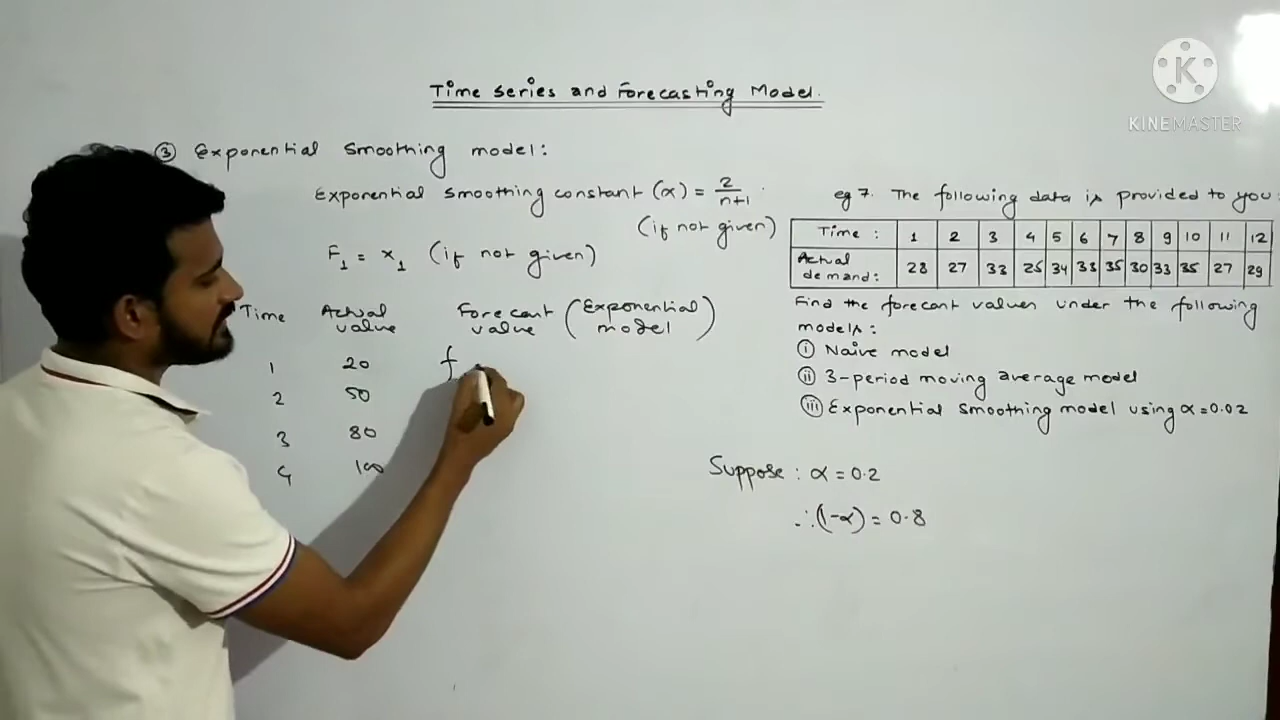 Time Series and Forecasting Model.
③ Exponential Smoothing model:
Exponential Smoothing constant (α) = 2/n+1
(if not given)
F₁ = x₁ (if not given)
Time Actual value Forecast value (Exponential model)
1 20 f
2 50
3 80
4 100
eg 7. The following data is provided to you:
Time: 1 2 3 4 5 6 7 8 9 10 11 12
Actual demand: 28 27 33 25 34 33 35 30 33 35 27 29
Find the forecast values under the following
models:
(i) Naive model
(ii) 3-period moving average model
(iii) Exponential smoothing model using α = 0.02
Suppose: α = 0.2
∴ (1-α) = 0.8
K
KINEMASTER